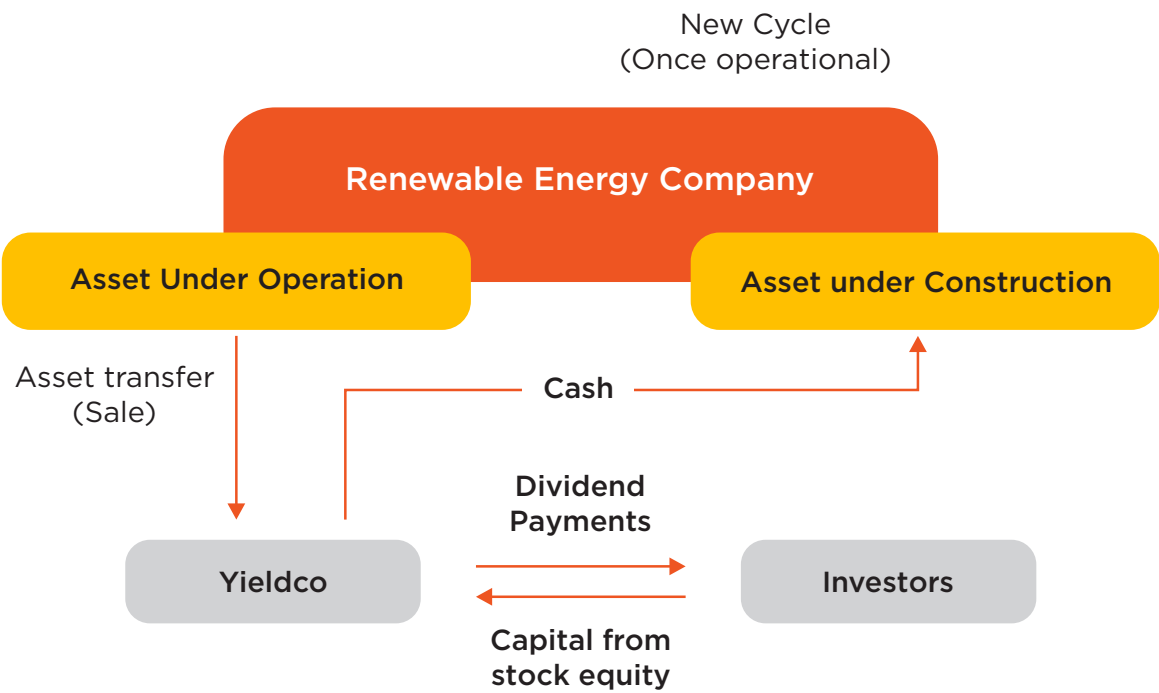 New Cycle
(Once operational)
Renewable Energy Company
Asset Under Operation
Asset under Construction
Asset transfer
(Sale)
Cash
Dividend
Payments
Yieldco
Investors
Capital from
stock equity